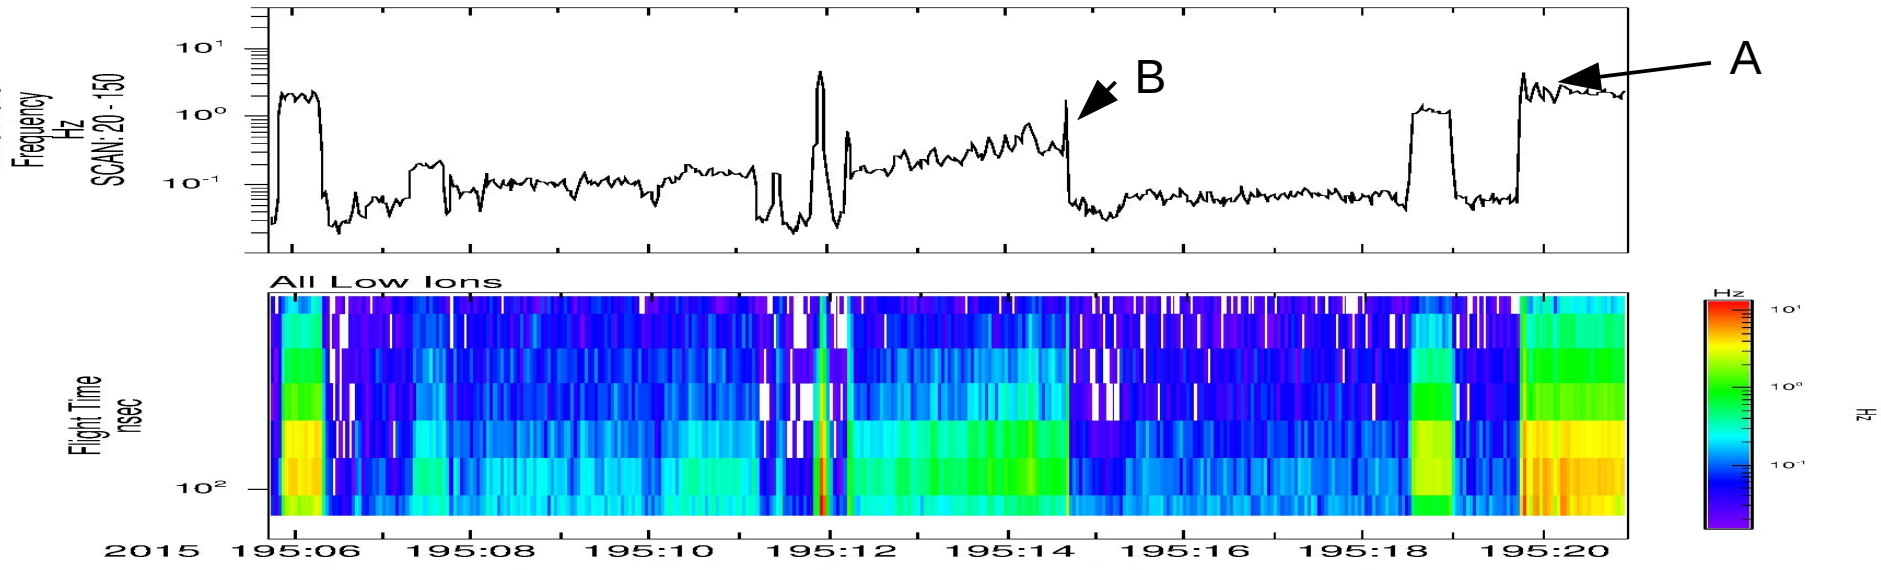 Frequency
Hz
SCAN: 20 - 150
10¹
10⁰
10⁻¹
B
A
All Low Ions
Flight Time
nsec
10²
Hz
10¹
10⁰
10⁻¹
Hz
2015 195:06 195:08 195:10 195:12 195:14 195:16 195:18 195:20